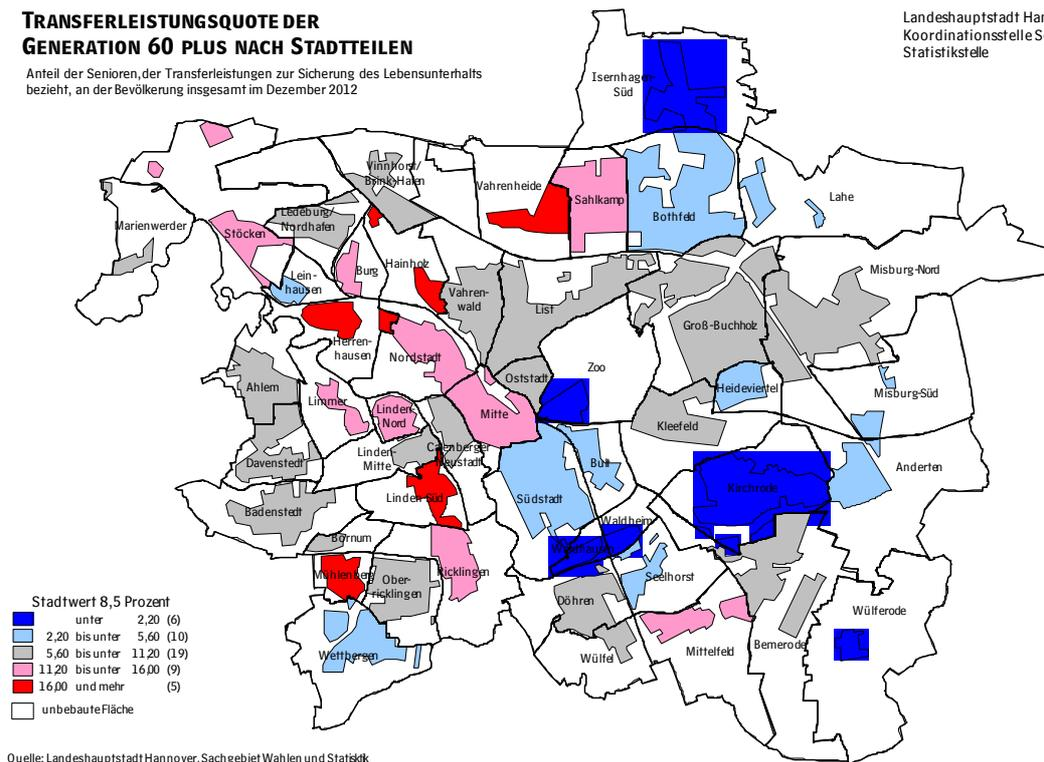 TRANSFERLEISTUNGSQUOTE DER
GENERATION 60 PLUS NACH STADTTEILEN
Anteil der Senioren, der Transferleistungen zur Sicherung des Lebensunterhalts
bezieht, an der Bevölkerung insgesamt im Dezember 2012
Landeshauptstadt Han
Koordinationsstelle S
Statistikstelle
Isernhagen-
Süd
Vinnhorst/
Brink-Hafen
Vahrenheide
Sahlkamp
Bothfeld
Lahe
Marienwerder
Stöcken
Ledeburg/
Nordhafen
Lein-
hausen
Burg
Hainholz
Vahren-
wald
List
Misburg-Nord
Groß-Buchholz
Herren-
hausen
Nordstadt
Oststadt
Zoo
Heideviertel
Misburg-Süd
Ahlem
Limmer
Linden-
Nord
Mitte
Kleefeld
Davenstedt
Linden-
Mitte
Calenberger
Neustadt
Bult
Kirchrode
Anderten
Badenstedt
Linden-Süd
Südstadt
Waldheim
Waldhausen
Bornum
Mühlenberg
Ober-
ricklingen
Ricklingen
Döhren
Seelhorst
Wettbergen
Wülfel
Mittelfeld
Bemerode
Wülferode
Stadtwert 8,5 Prozent
unter 2,20 (6)
2,20 bis unter 5,60 (10)
5,60 bis unter 11,20 (19)
11,20 bis unter 16,00 (9)
16,00 und mehr (5)
unbebaute Fläche
Quelle: Landeshauptstadt Hannover, Sachgebiet Wahlen und Statistik